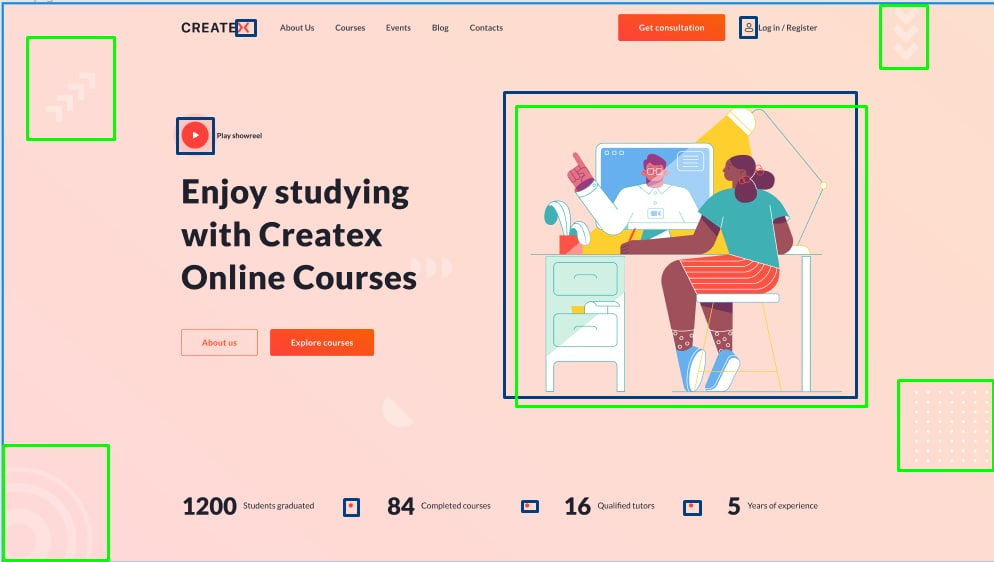 CREATEX
About Us
Courses
Events
Blog
Contacts
Get consultation
Log in / Register
Play showreel
Enjoy studying
with Createx
Online Courses
About us
Explore courses
1200 Students graduated
84 Completed courses
16 Qualified tutors
5 Years of experience